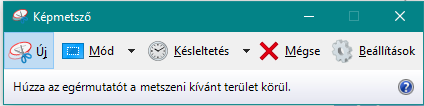 Képmetsző
Új Mód Késleltetés Mégse Beállítások
Húzza az egérmutatót a metszeni kívánt terület körül.